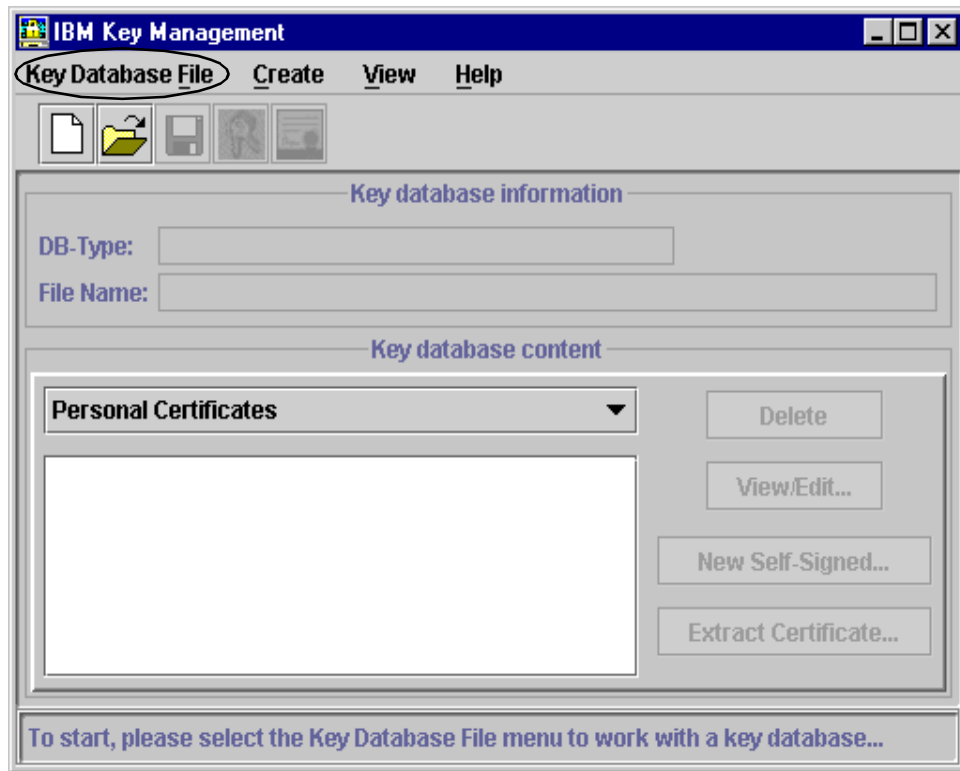 IBM Key Management
Key Database File Create View Help
Key database information
DB-Type:
File Name:
Key database content
Personal Certificates
Delete
View/Edit...
New Self-Signed...
Extract Certificate...
To start, please select the Key Database File menu to work with a key database...